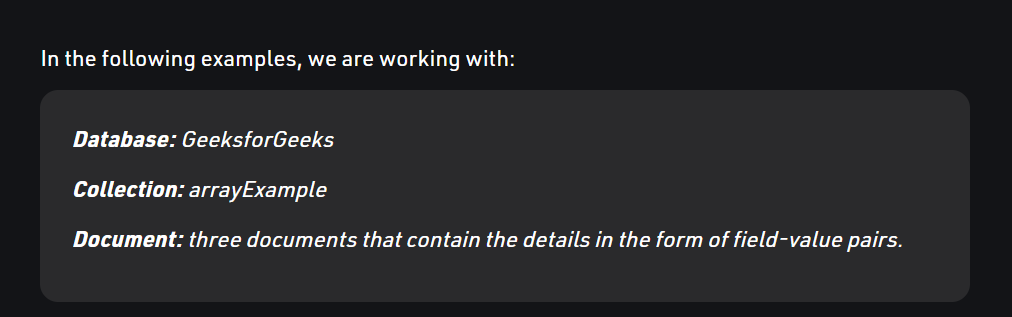 In the following examples, we are working with:
Database: GeeksforGeeks
Collection: arrayExample
Document: three documents that contain the details in the form of field-value pairs.